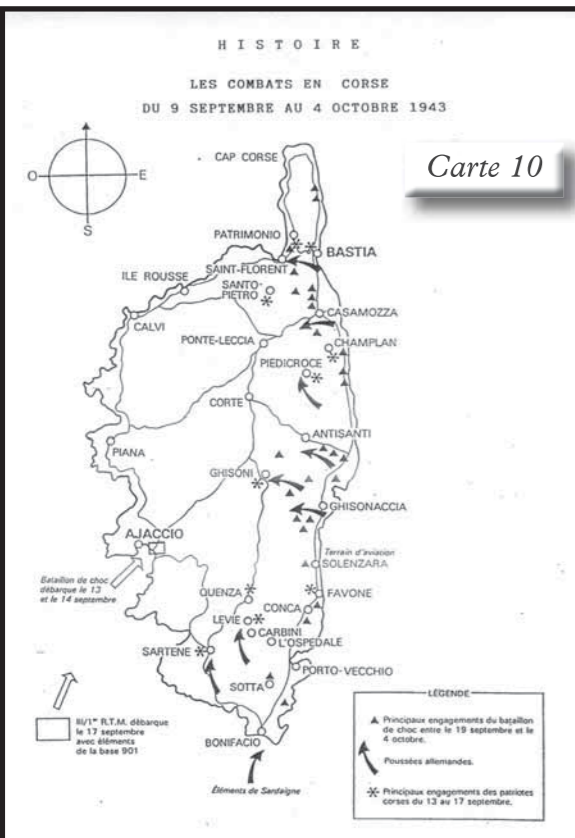 HISTOIRE
LES COMBATS EN CORSE
DU 9 SEPTEMBRE AU 4 OCTOBRE 1943
Carte 10
O
E
S
CAP CORSE
PATRIMONIO
BASTIA
SAINT-FLORENT
ILE ROUSSE
SANTO-
PIETRO
CALVI
CASAMOZZA
PONTE-LECCIA
CHAMPLAN
PIEDICROCE
CORTE
ANTISANTI
PIANA
GHISONI
GHISONACCIA
AJACCIO
Terrain d'aviation
SOLENZARA
Bataillon de choc
débarque le 13
et le 14 septembre
QUENZA
FAVONE
CONCA
LEVIE
CARBINI
L'OSPEDALE
SARTENE
PORTO-VECCHIO
SOTTA
BONIFACIO
Éléments de Sardaigne
III/1er R.T.M. débarque
le 17 septembre
avec éléments
de la base 901
LÉGENDE
Principaux engagements du bataillon
de choc entre le 19 septembre et le
4 octobre.
Poussées allemandes.
Principaux engagements des patriotes
corses du 13 au 17 septembre.